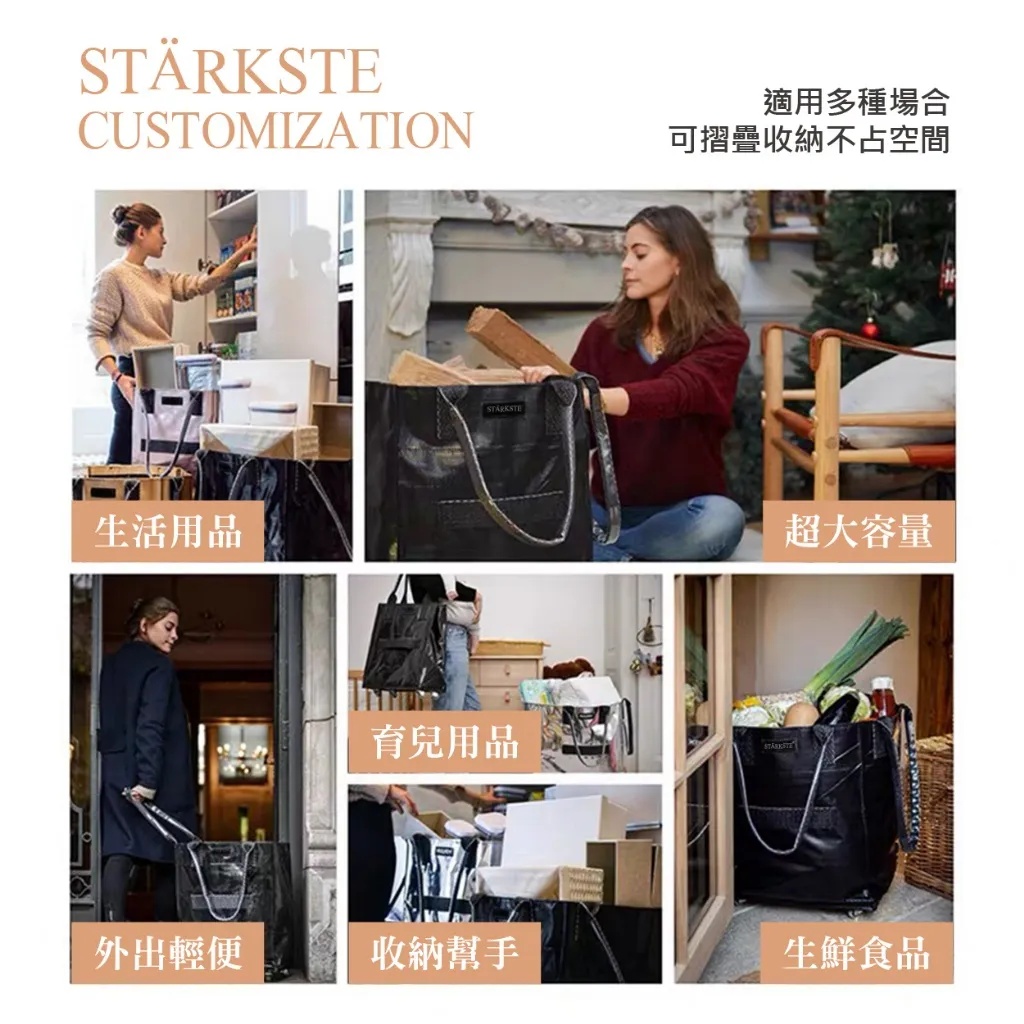 STÄRKSTE
CUSTOMIZATION
適用多種場合
可摺疊收納不占空間
STÄRKSTE
生活用品
超大容量
育兒用品
STÄRKSTE
外出輕便
收納幫手
生鮮食品